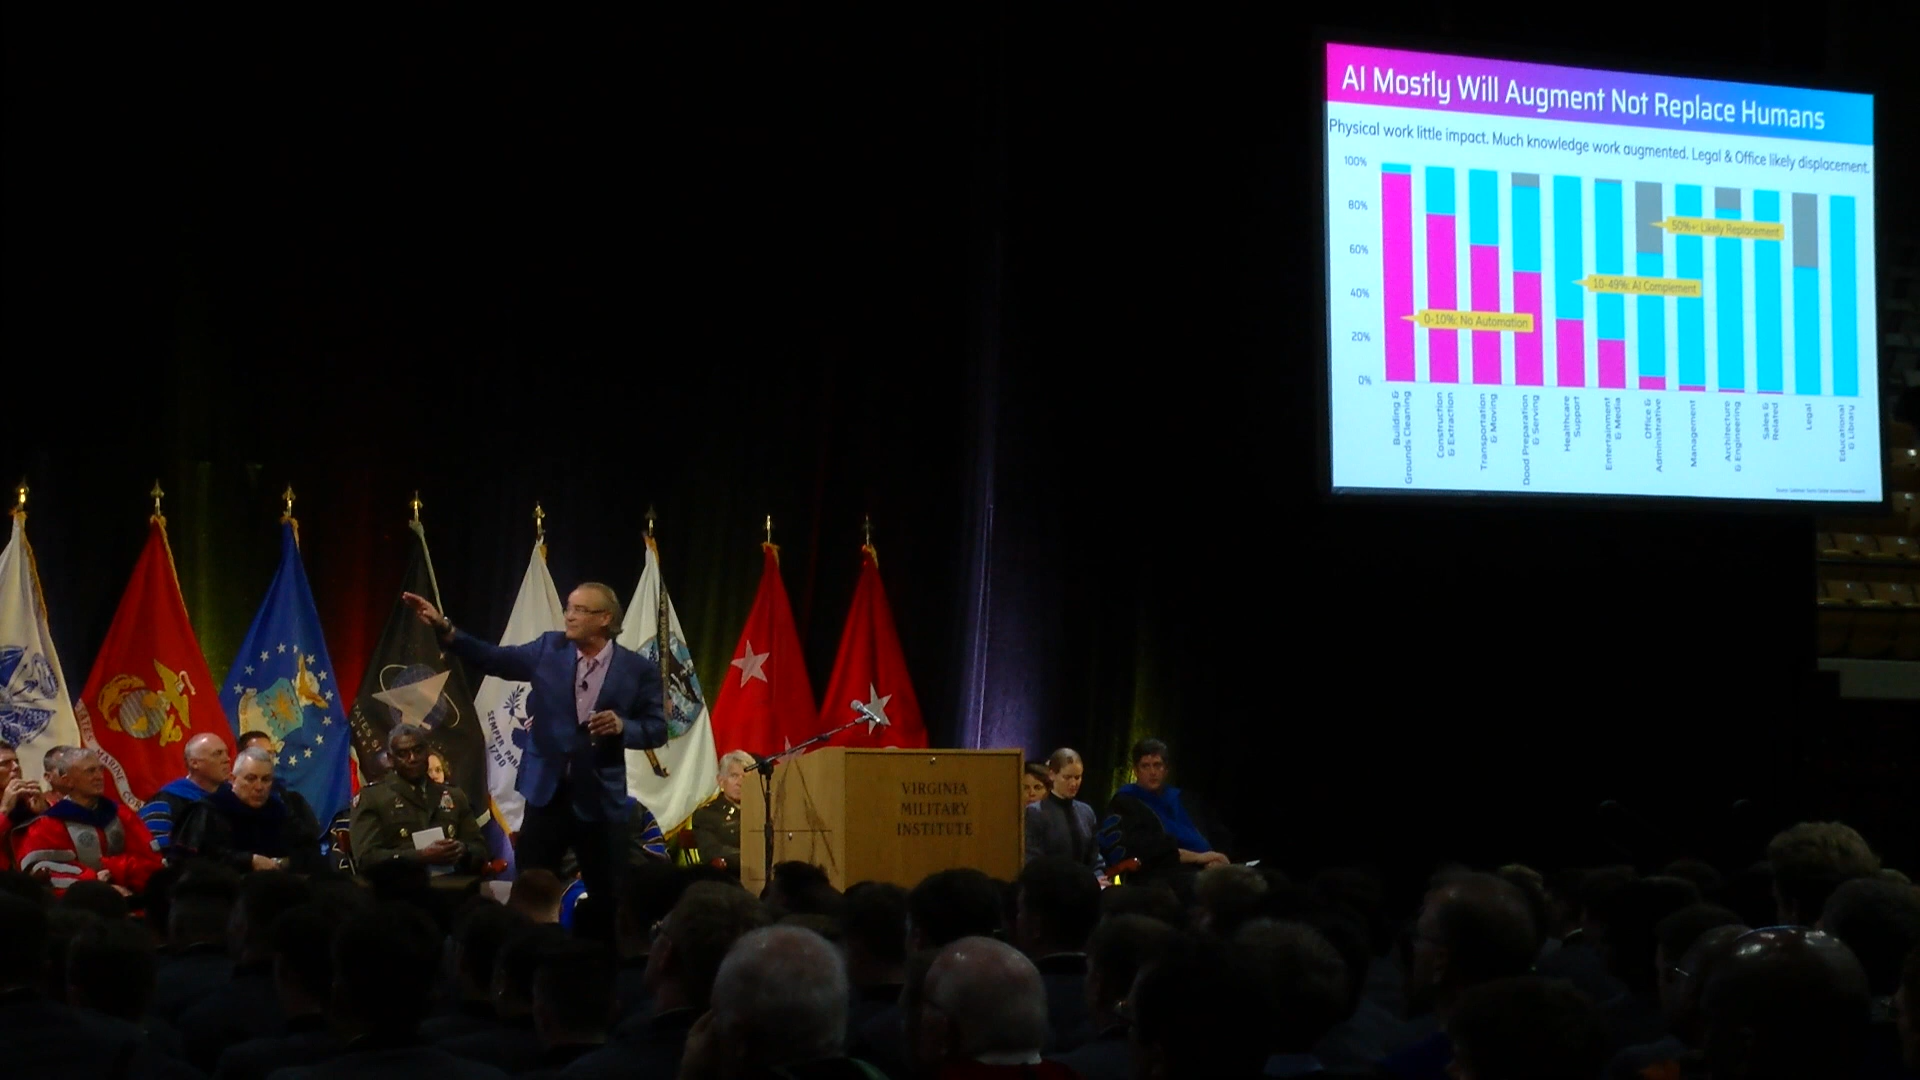 AI Mostly Will Augment Not Replace Humans
Physical work little impact. Much knowledge work augmented. Legal & Office likely displacement.
100%
80%
60%
40%
20%
0%
50%+: Likely Replacement
10-49%: AI Complement
0-10%: No Automation
Building &
Grounds Cleaning
Construction
& Extraction
Transportation
& Moving
Dood Preparation
& Serving
Healthcare
Support
Entertainment
& Media
Office &
Administrative
Management
Architecture
& Engineering
Sales &
Related
Legal
Educational
& Library
SEMPER PARA
1790
MARINE COR
VIRGINIA
MILITARY
INSTITUTE